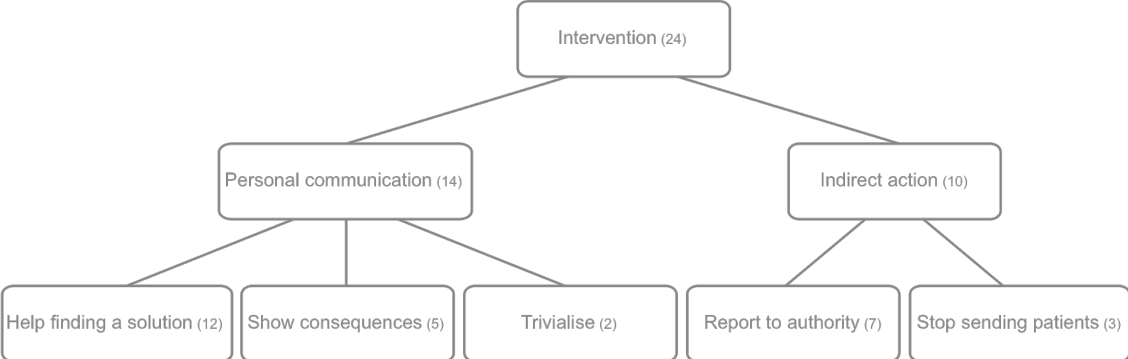 Intervention (24)
Personal communication (14)
Indirect action (10)
Help finding a solution (12)
Show consequences (5)
Trivialise (2)
Report to authority (7)
Stop sending patients (3)